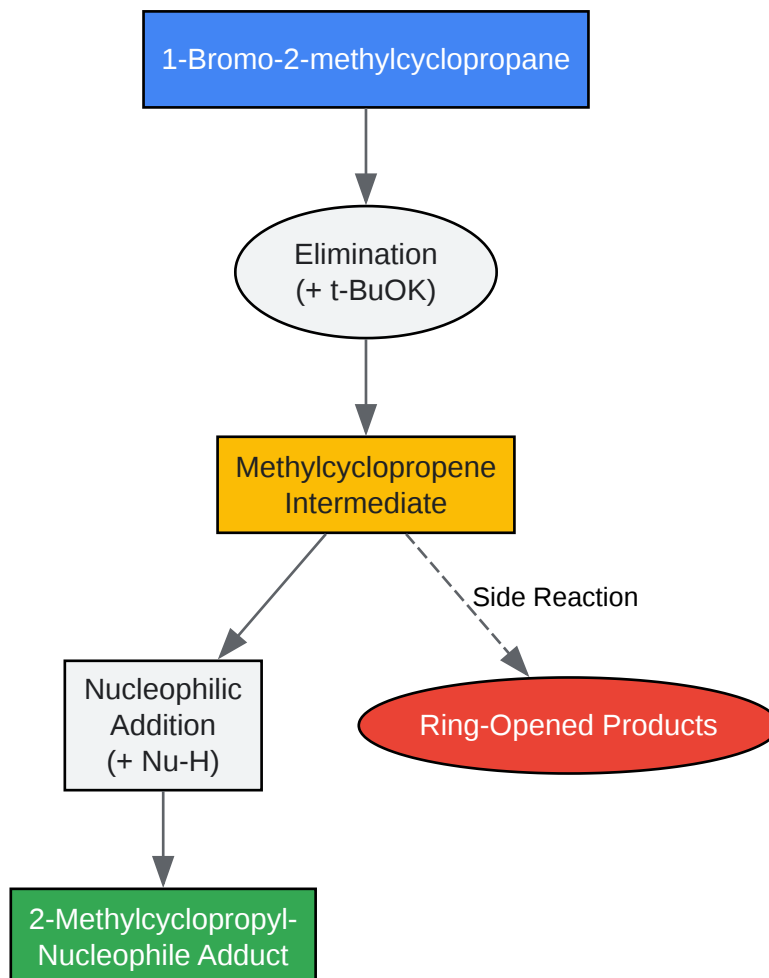 1-Bromo-2-methylcyclopropane
Elimination
(+ t-BuOK)
Methylcyclopropene
Intermediate
Side Reaction
Nucleophilic
Addition
(+ Nu-H)
Ring-Opened Products
2-Methylcyclopropyl-
Nucleophile Adduct